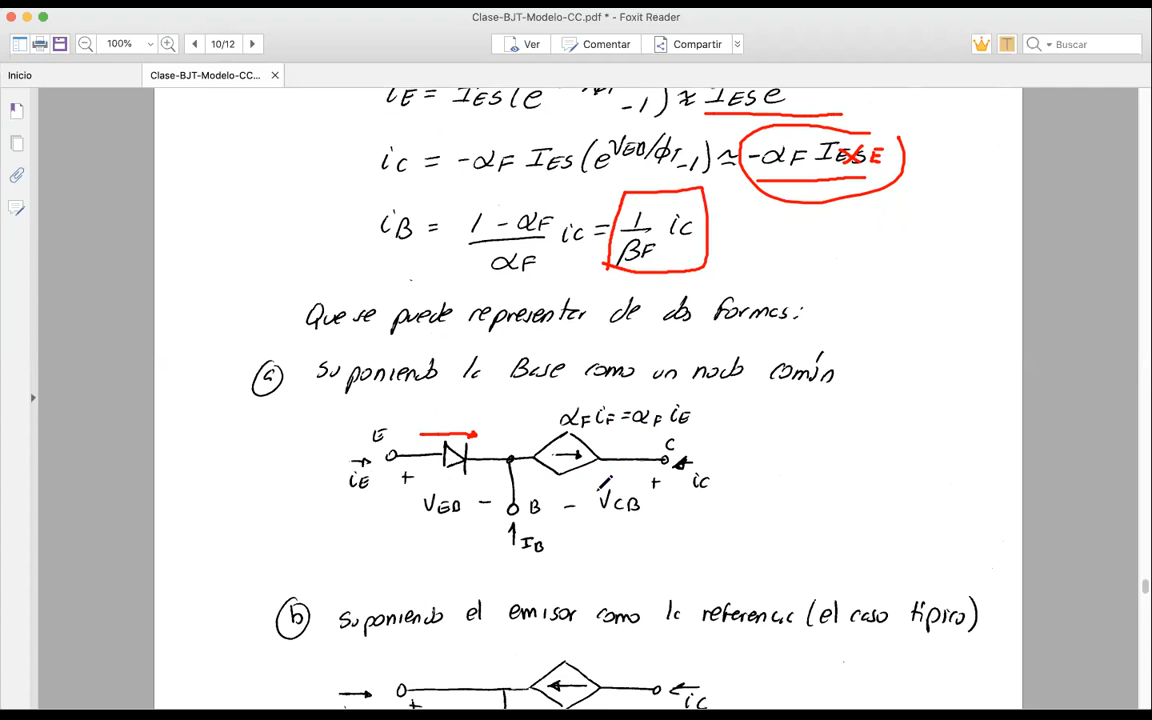 Clase-BJT-Modelo-CC.pdf * - Foxit Reader
100% 10/12 Ver Comentar Compartir Buscar
Inicio Clase-BJT-Modelo-CC...
iE = IES(e -1) ≈ IES e
iC = -αF IES(e^VEB/ϕT -1) ≈ -αF IES E
iB = 1 - αF / αF iC = 1/βF iC
Que se puede representar de dos formas:
a Suponiendo la Base como un nodo común
αF iF = αF iE
E C
iE + VEB - B - VCB + iC
IB
b Suponiendo el emisor como la referencia (el caso típico)
+ iC